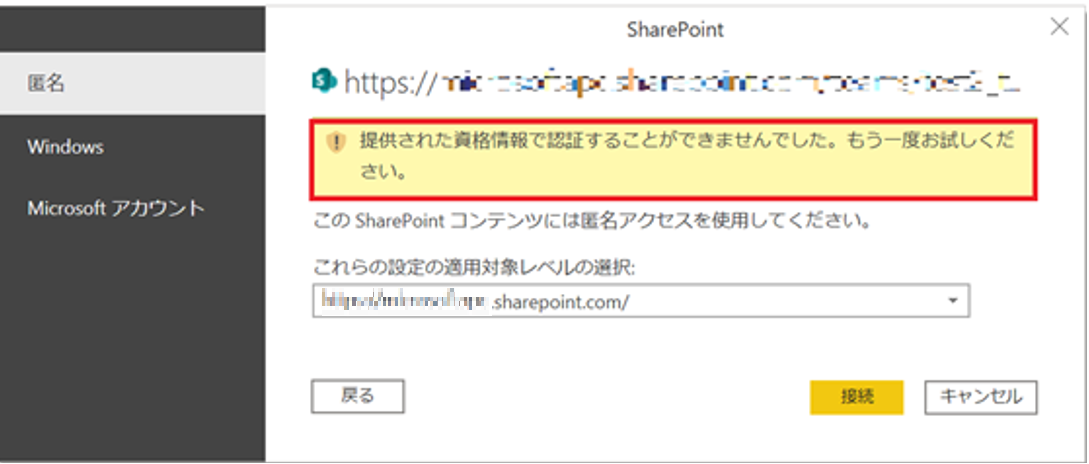 SharePoint
匿名
Windows
Microsoft アカウント
https://
提供された資格情報で認証することができませんでした。もう一度お試しくだ
さい。
この SharePoint コンテンツには匿名アクセスを使用してください。
これらの設定の適用対象レベルの選択:
.sharepoint.com/
戻る
接続
キャンセル